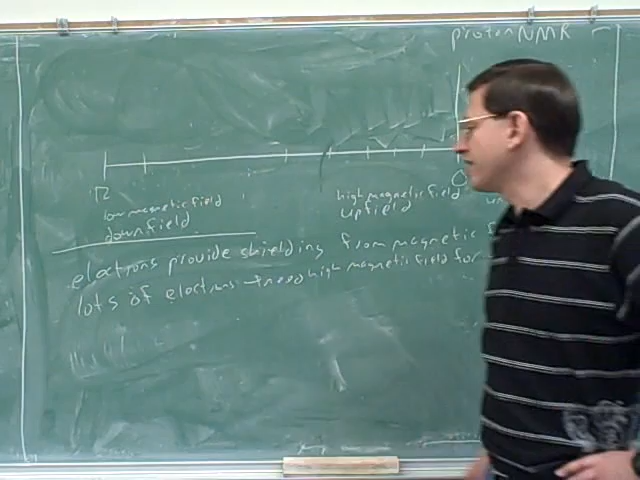 proton NMR
12
0
low magnetic field
high magnetic field
downfield
upfield
electrons provide shielding from magnetic
lots of electrons → need high magnetic field for